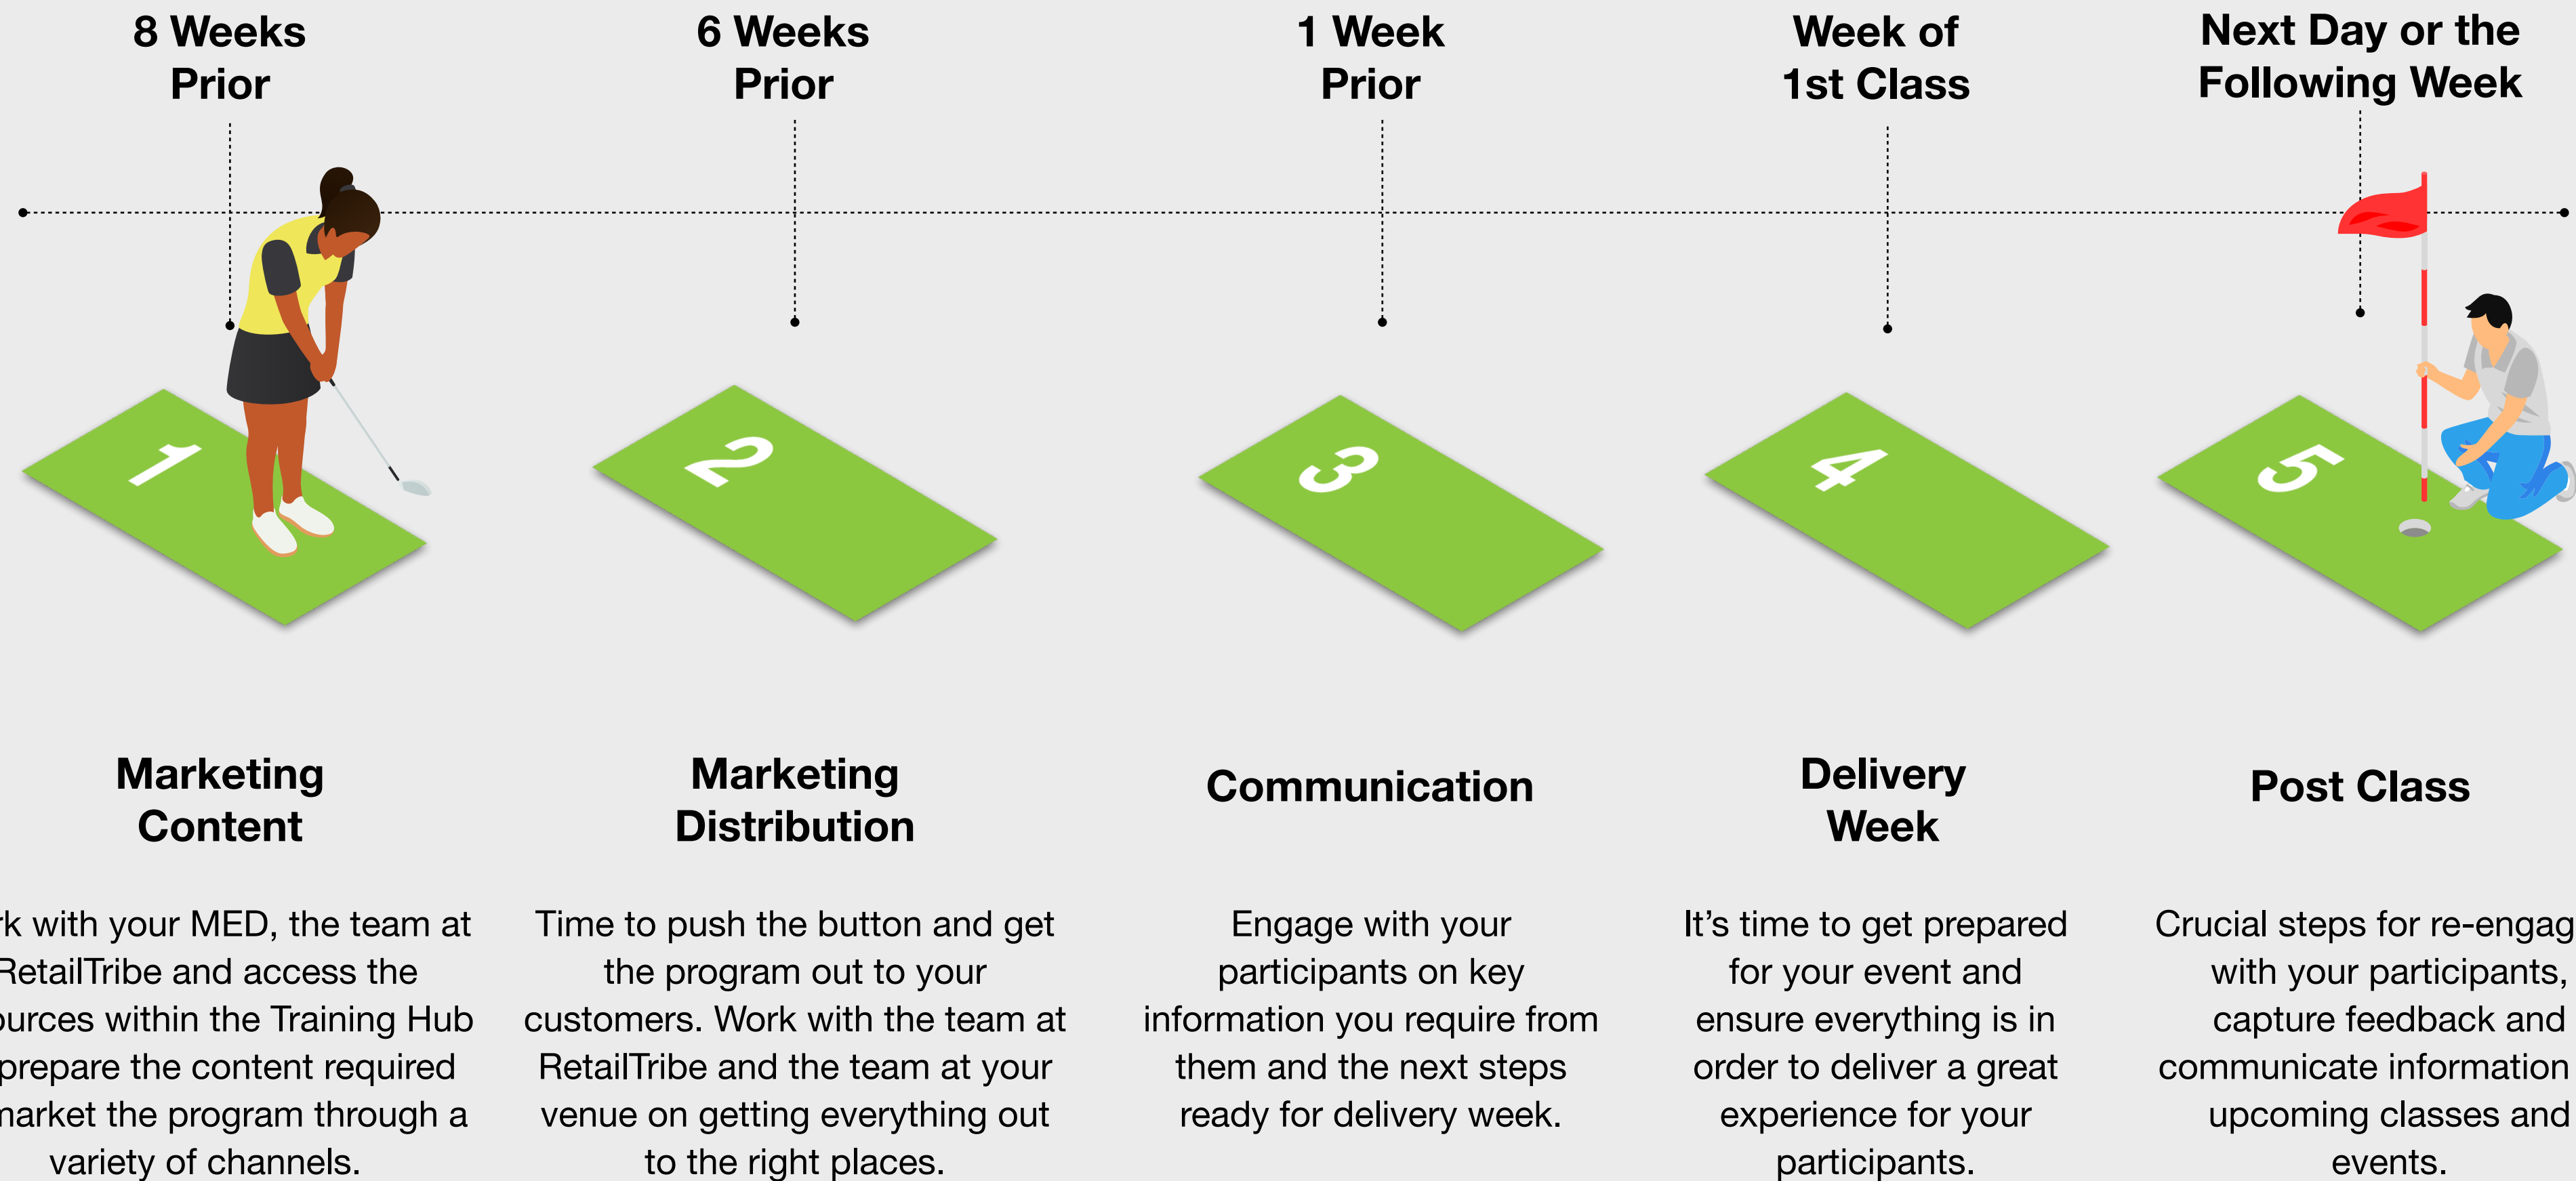 8 Weeks
Prior
6 Weeks
Prior
1 Week
Prior
Week of
1st Class
Next Day or the
Following Week
1
2
3
4
5
Marketing
Content
rk with your MED, the team at
RetailTribe and access the
ources within the Training Hub
prepare the content required
market the program through a
variety of channels.
Marketing
Distribution
Time to push the button and get
the program out to your
customers. Work with the team at
RetailTribe and the team at your
venue on getting everything out
to the right places.
Communication
Engage with your
participants on key
information you require from
them and the next steps
ready for delivery week.
Delivery
Week
It’s time to get prepared
for your event and
ensure everything is in
order to deliver a great
experience for your
participants.
Post Class
Crucial steps for re-engag
with your participants,
capture feedback and
communicate information
upcoming classes and
events.